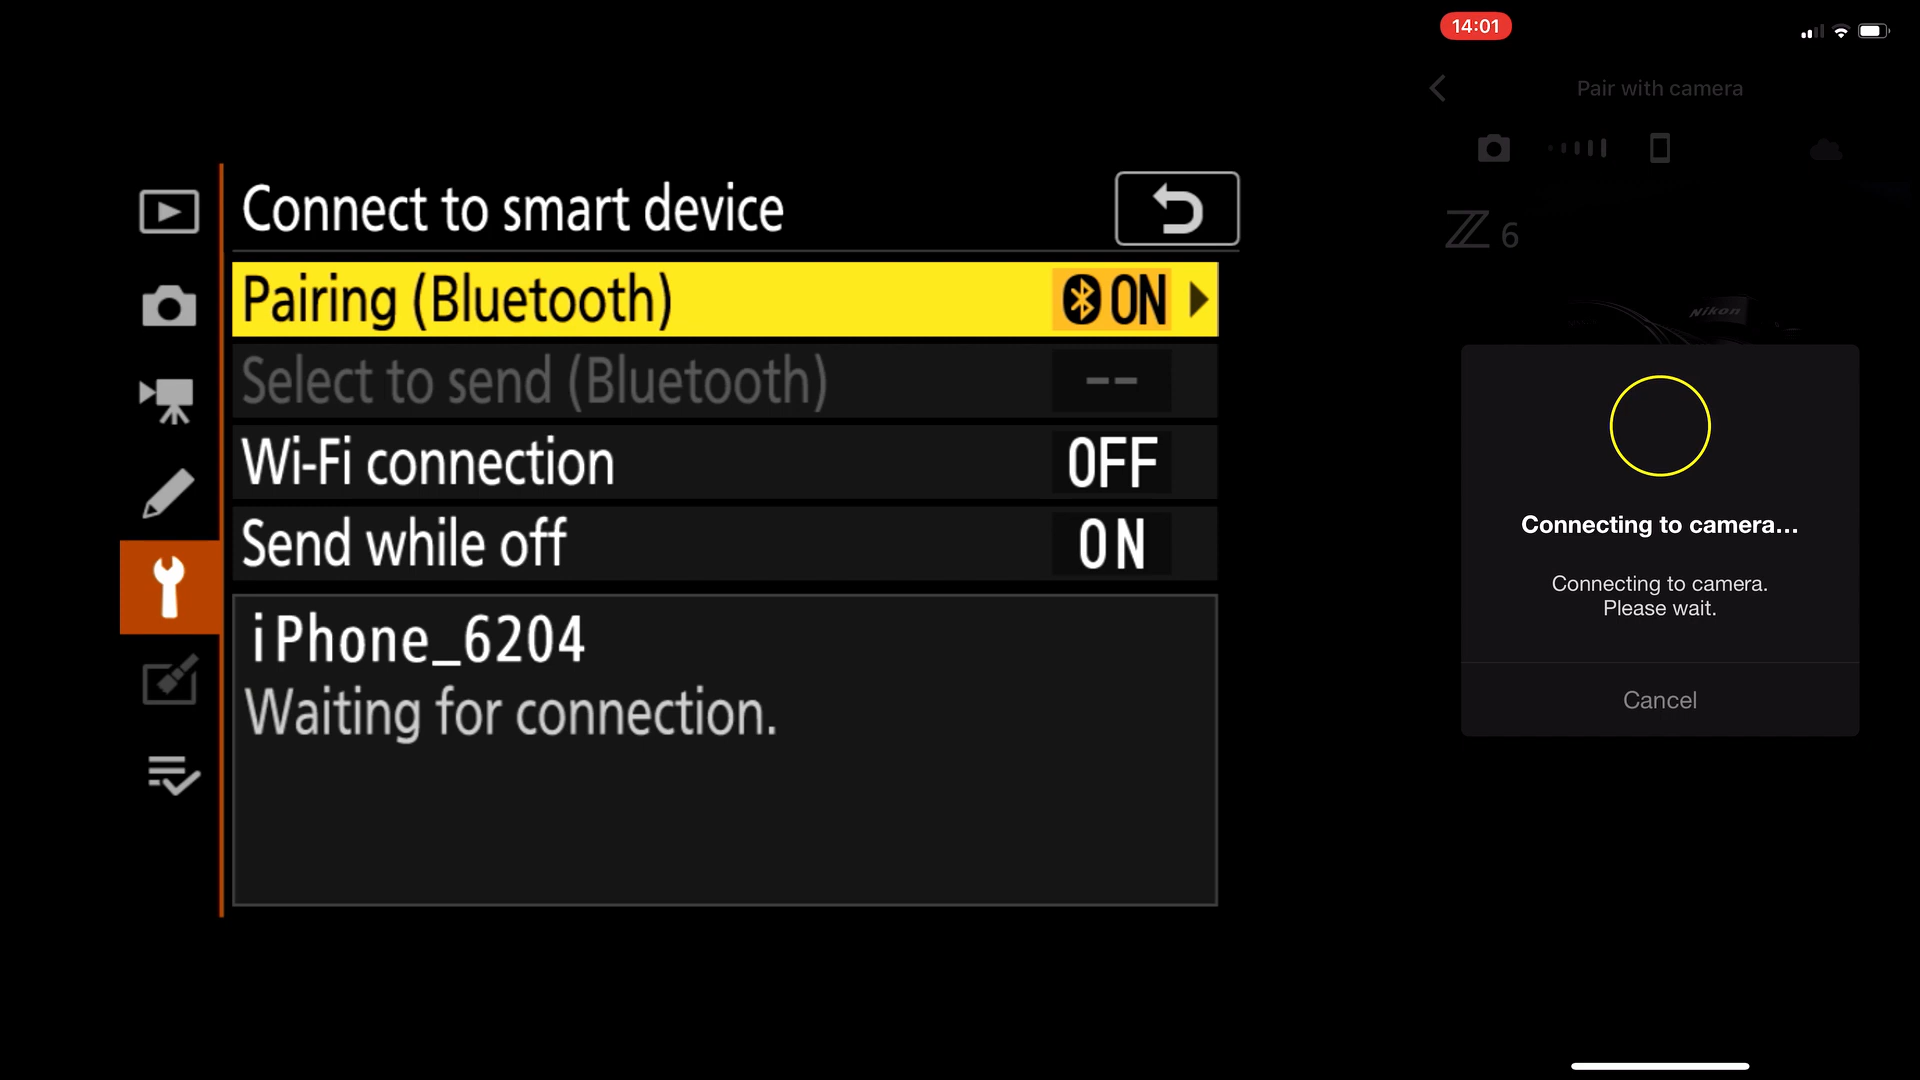 Connect to smart device
Pairing (Bluetooth) ON
Select to send (Bluetooth) --
Wi-Fi connection OFF
Send while off ON
iPhone_6204
Waiting for connection.
14:01
Pair with camera
Z 6
Nikon
Connecting to camera...
Connecting to camera.
Please wait.
Cancel